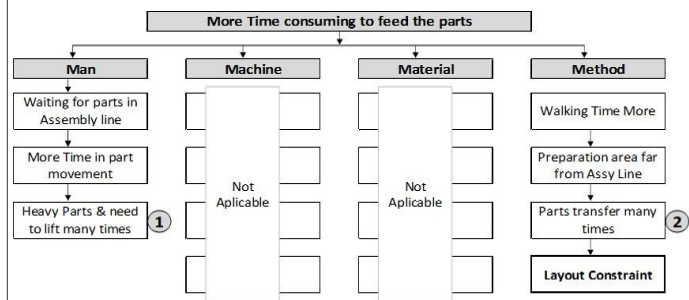 More Time consuming to feed the parts
Man
Machine
Material
Method
Waiting for parts in
Assembly line
More Time in part
movement
Heavy Parts & need
to lift many times
1
Not
Aplicable
Not
Aplicable
Walking Time More
Preparation area far
from Assy Line
Parts transfer many
times
2
Layout Constraint